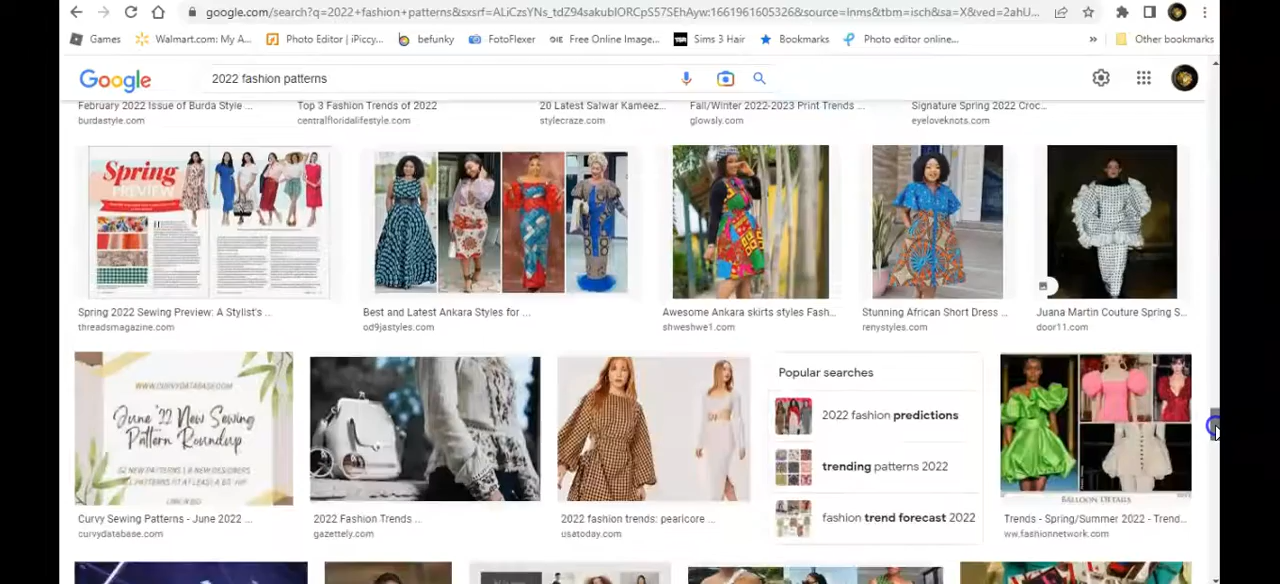 google.com/search?q=2022+fashion+patterns&sxsrf=ALiCzsYNs_tdZ94sakublORCpS57SEhAyw:1661961605326&source=lnms&tbm=isch&sa=X&ved=2ahU...
Games Walmart.com: My A... Photo Editor | iPiccy... befunky FotoFlexer Free Online Image... Sims 3 Hair Bookmarks Photo editor online... » Other bookmarks
Google 2022 fashion patterns
February 2022 Issue of Burda Style ... Top 3 Fashion Trends of 2022 20 Latest Salwar Kameez... Fall/Winter 2022-2023 Print Trends ... Signature Spring 2022 Croc...
burdastyle.com centralfloridalifestyle.com stylecraze.com glowsly.com eyeloveknots.com
Spring
PREVIEW
Spring 2022 Sewing Preview: A Stylist's ... Best and Latest Ankara Styles for ... Awesome Ankara skirts styles Fash... Stunning African Short Dress ... Juana Martin Couture Spring S...
threadsmagazine.com od9jastyles.com shweshwe1.com renystyles.com door11.com
WWW.CURVYDATABASE.COM
June '22 New Sewing
Pattern Roundup
Popular searches
2022 fashion predictions
trending patterns 2022
fashion trend forecast 2022
BALLOON DETAILS
Curvy Sewing Patterns - June 2022 ... 2022 Fashion Trends ... 2022 fashion trends: pearlcore ... Trends - Spring/Summer 2022 - Trend...
curvydatabase.com gazettely.com usatoday.com ww.fashionnetwork.com